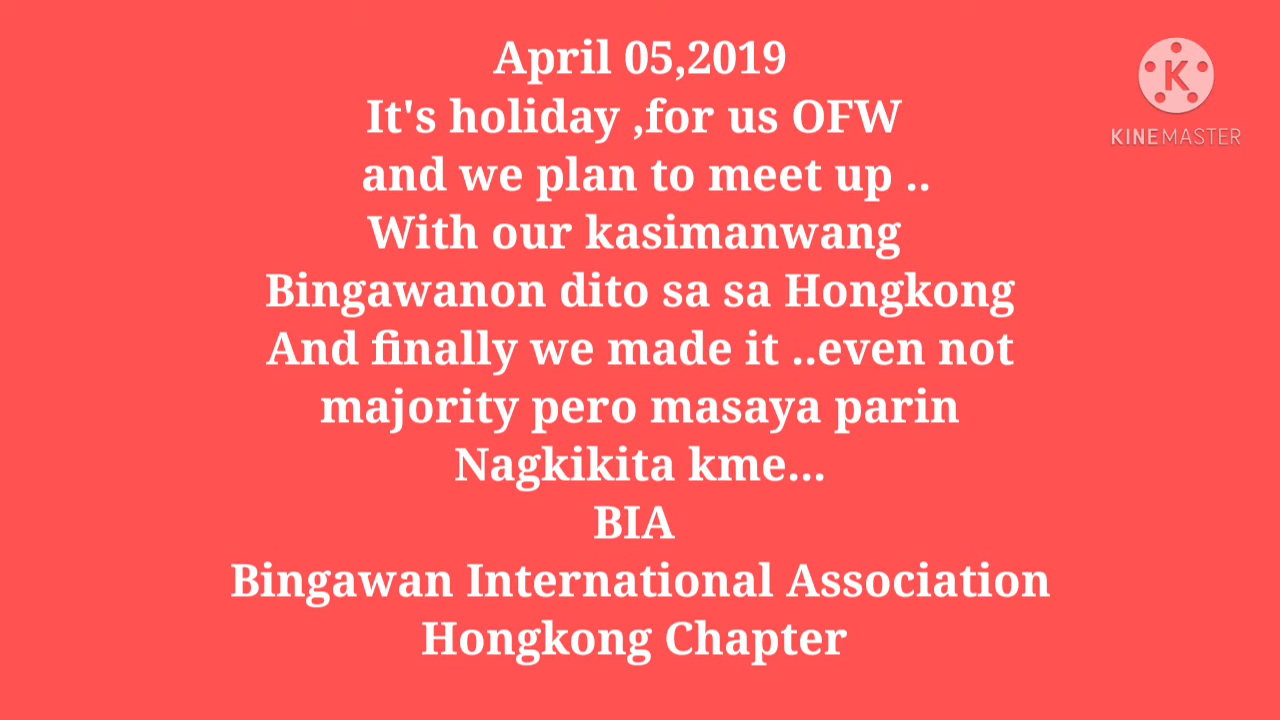 April 05,2019
It's holiday ,for us OFW
and we plan to meet up ..
With our kasimanwang
Bingawanon dito sa sa Hongkong
And finally we made it ..even not
majority pero masaya parin
Nagkikita kme...
BIA
Bingawan International Association
Hongkong Chapter
K
KINEMASTER